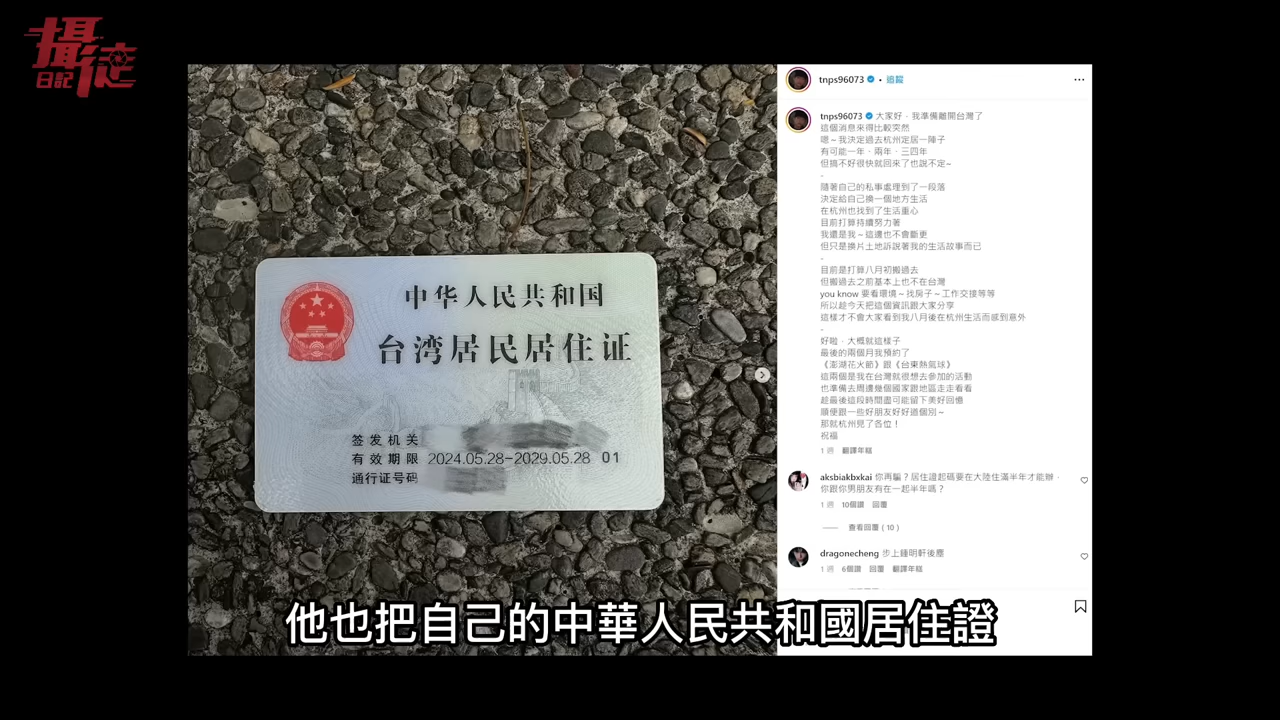 攝徒
日記
中华人民共和国
台湾居民居住证
签发机关
有效期限 2024.05.28-2029.05.28 01
通行证号码
tnps96073 • 追蹤
tnps96073 大家好，我準備離開台灣了
這個消息來得比較突然
嗯～我決定過去杭州定居一陣子
有可能一年、兩年、三四年
但搞不好很快就回來了也說不定~
-
隨著自己的私事處理到了一段落
決定給自己換一個地方生活
在杭州也找到了生活重心
目前打算持續努力著
我還是我～這邊也不會斷更
但只是換片土地訴說著我的生活故事而已
-
目前是打算八月初搬過去
但搬過去之前基本上也不在台灣
you know 要看環境～找房子～工作交接等等
所以趁今天把這個資訊跟大家分享
這樣才不會大家看到我八月後在杭州生活而感到意外
-
好啦，大概就這樣子
最後的兩個月我預約了
《澎湖花火節》跟《台東熱氣球》
這兩個是我在台灣就很想去參加的活動
也準備去周邊幾個國家跟地區走走看看
趁最後這段時間盡可能留下美好回憶
順便跟一些好朋友好好道個別～
那就杭州見了各位！
祝福
1 週 翻譯年糕
aksbiakbxkai 你再騙？居住證起碼要在大陸住滿半年才能辦，
你跟你男朋友有在一起半年嗎？
1 週 10個讚 回覆
查看回覆（10）
dragonecheng 步上鍾明軒後塵
1 週 6個讚 回覆 翻譯年糕
他也把自己的中華人民共和國居住證